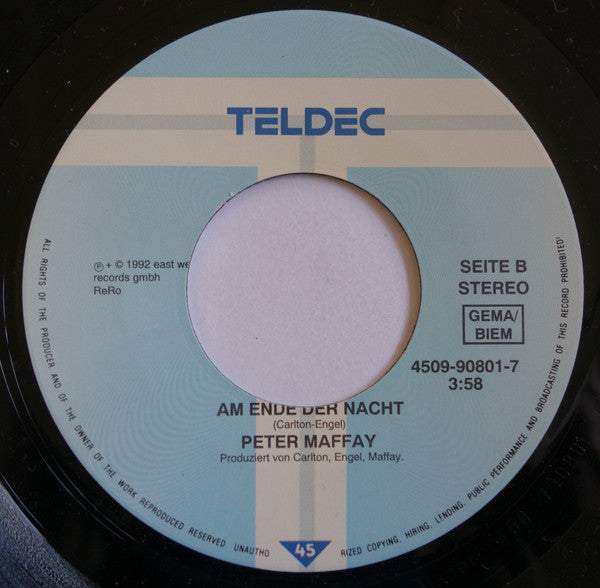 TELDEC
℗ + © 1992 east we
records gmbh
ReRo
SEITE B
STEREO
GEMA/
BIEM
4509-90801-7
3:58
AM ENDE DER NACHT
(Carlton-Engel)
PETER MAFFAY
Produziert von Carlton, Engel, Maffay.
ALL RIGHTS OF THE PRODUCER AND OF THE OWNER OF THE WORK REPRODUCED RESERVED. UNAUTHO RIZED COPYING, HIRING, LENDING, PUBLIC PERFORMANCE AND BROADCASTING OF THIS RECORD PROHIBITED!
45